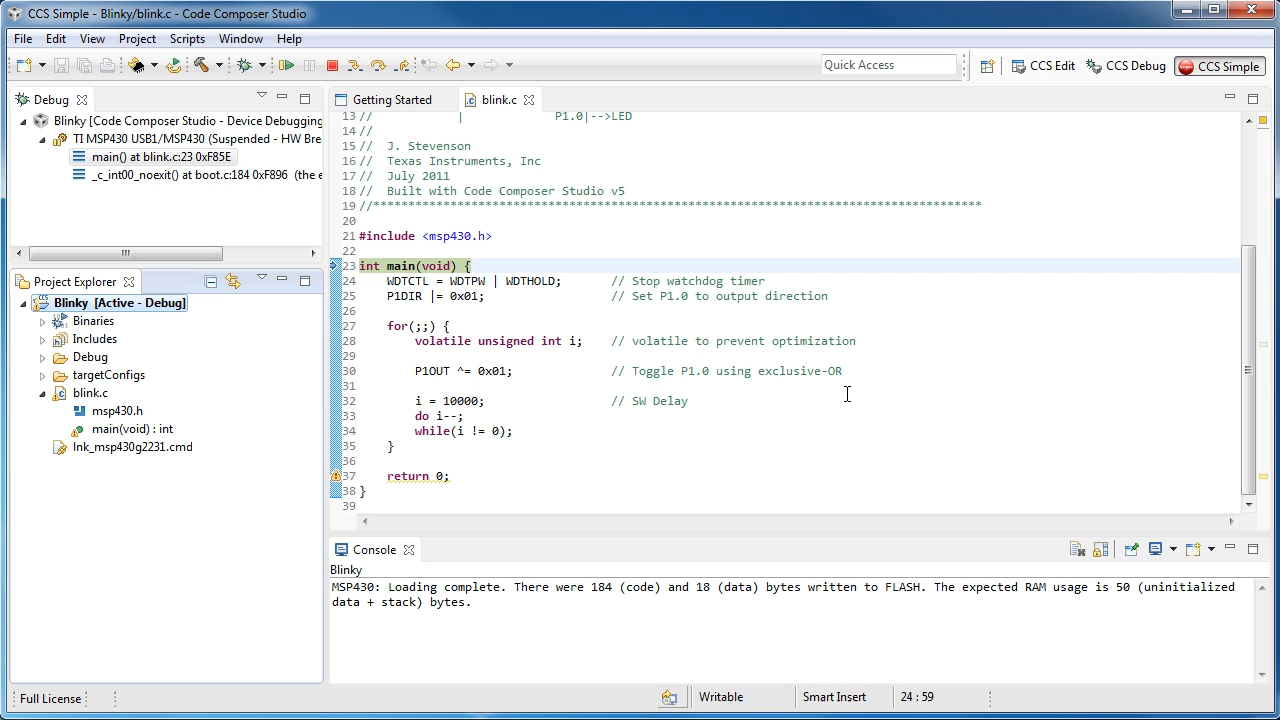 CCS Simple - Blinky/blink.c - Code Composer Studio
File Edit View Project Scripts Window Help
Quick Access
CCS Edit CCS Debug CCS Simple
Debug
Blinky [Code Composer Studio - Device Debugging
TI MSP430 USB1/MSP430 (Suspended - HW Bre
main() at blink.c:23 0xF85E
_c_int00_noexit() at boot.c:184 0xF896 (the e
Project Explorer
Blinky [Active - Debug]
Binaries
Includes
Debug
targetConfigs
blink.c
msp430.h
main(void) : int
lnk_msp430g2231.cmd
Getting Started blink.c
13 // | P1.0|-->LED
14 //
15 // J. Stevenson
16 // Texas Instruments, Inc
17 // July 2011
18 // Built with Code Composer Studio v5
19 //***************************************************************************************
20
21 #include <msp430.h>
22
23 int main(void) {
24 WDTCTL = WDTPW | WDTHOLD; // Stop watchdog timer
25 P1DIR |= 0x01; // Set P1.0 to output direction
26
27 for(;;) {
28 volatile unsigned int i; // volatile to prevent optimization
29
30 P1OUT ^= 0x01; // Toggle P1.0 using exclusive-OR
31
32 i = 10000; // SW Delay
33 do i--;
34 while(i != 0);
35 }
36
37 return 0;
38 }
39
Console
Blinky
MSP430: Loading complete. There were 184 (code) and 18 (data) bytes written to FLASH. The expected RAM usage is 50 (uninitialized
data + stack) bytes.
Full License Writable Smart Insert 24 : 59